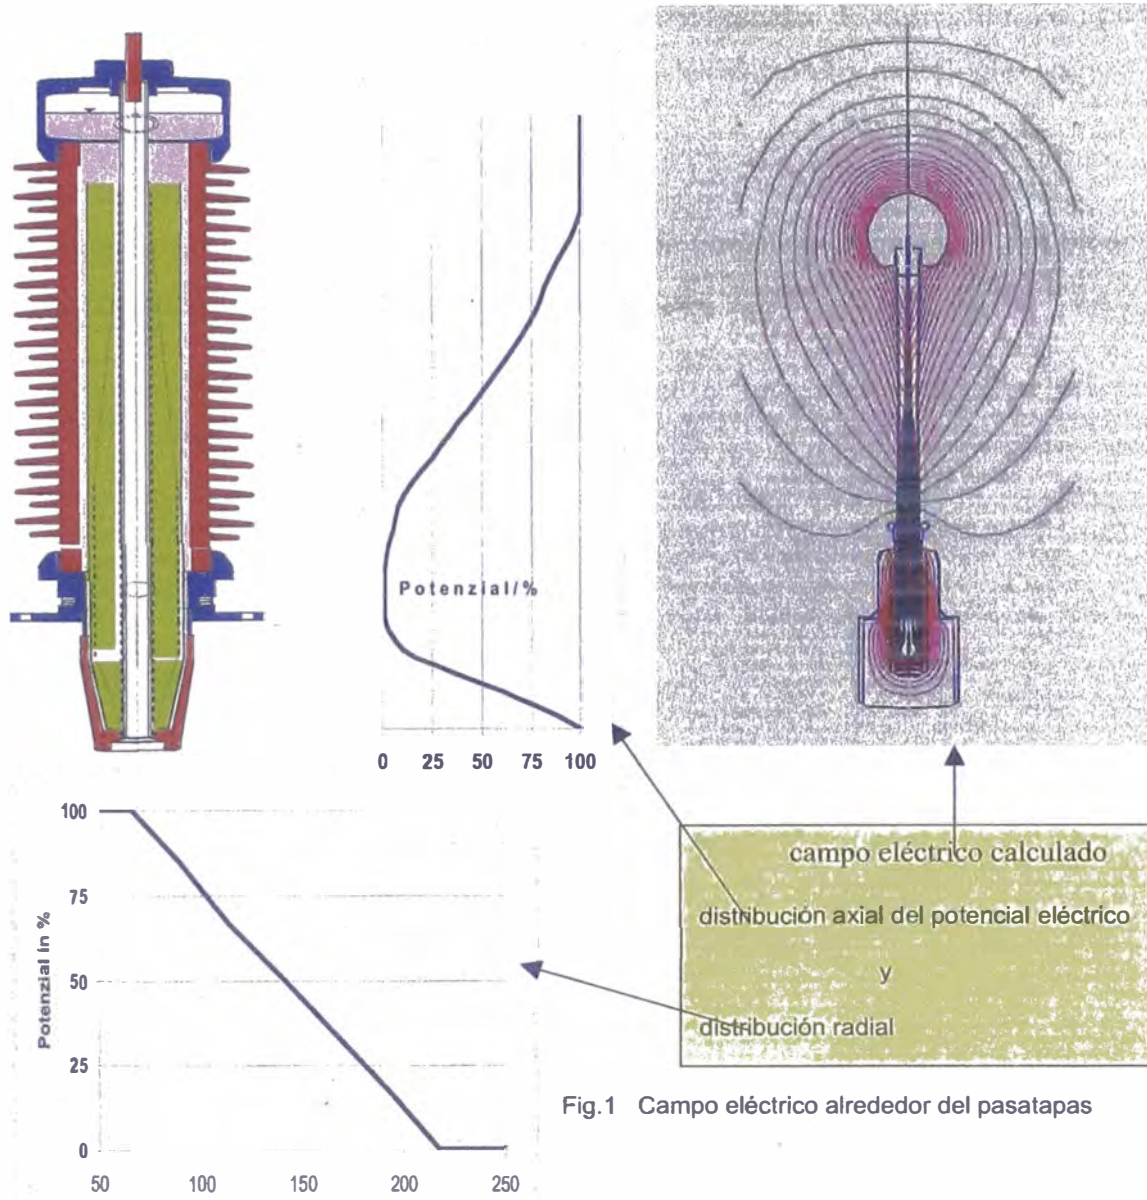 Potenzial/%
0 25 50 75 100
100
75
50
25
0
Potenzial in %
50 100 150 200 250
campo eléctrico calculado
distribución axial del potencial eléctrico
y
distribución radial
Fig.1 Campo eléctrico alrededor del pasatapas